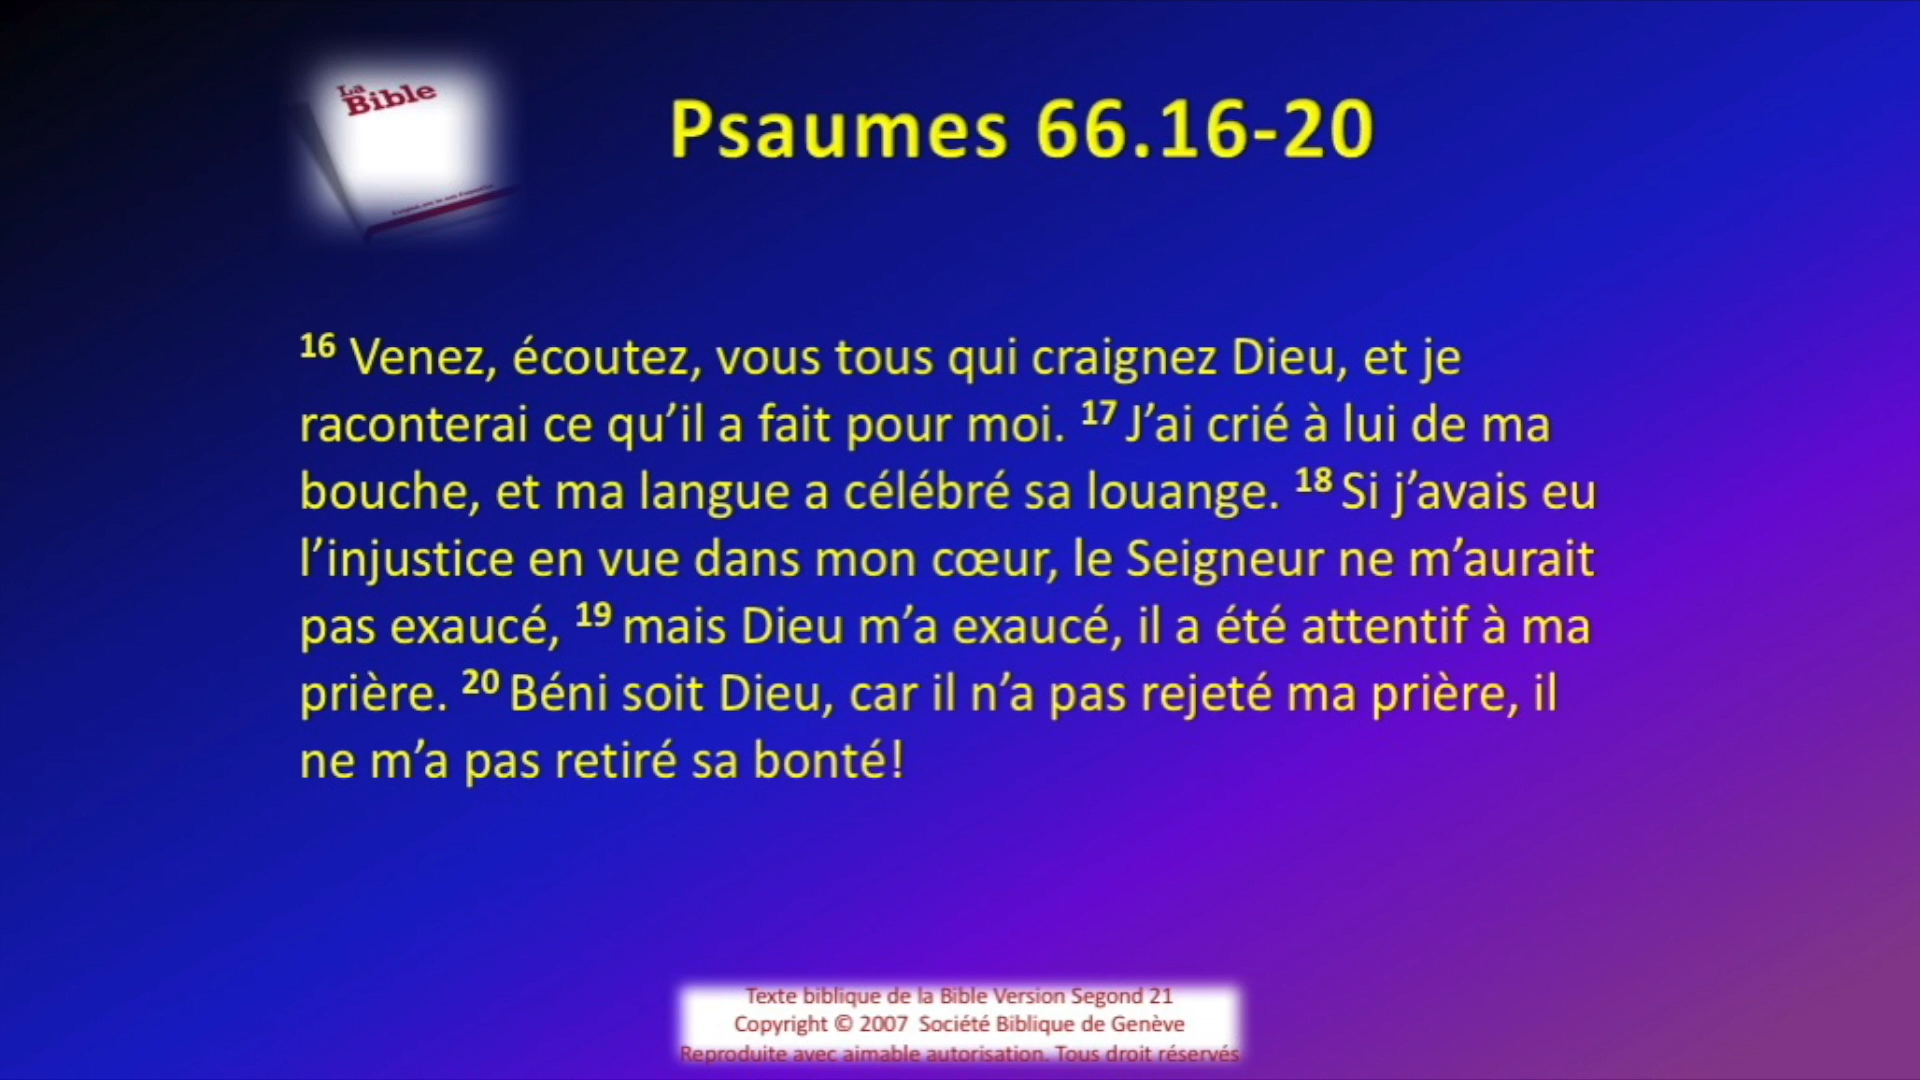 La
Bible
Psaumes 66.16-20
16 Venez, écoutez, vous tous qui craignez Dieu, et je
raconterai ce qu’il a fait pour moi. 17 J’ai crié à lui de ma
bouche, et ma langue a célébré sa louange. 18 Si j’avais eu
l’injustice en vue dans mon cœur, le Seigneur ne m’aurait
pas exaucé, 19 mais Dieu m’a exaucé, il a été attentif à ma
prière. 20 Béni soit Dieu, car il n’a pas rejeté ma prière, il
ne m’a pas retiré sa bonté!
Texte biblique de la Bible Version Segond 21
Copyright © 2007 Société Biblique de Genève
Reproduite avec aimable autorisation. Tous droit réservés